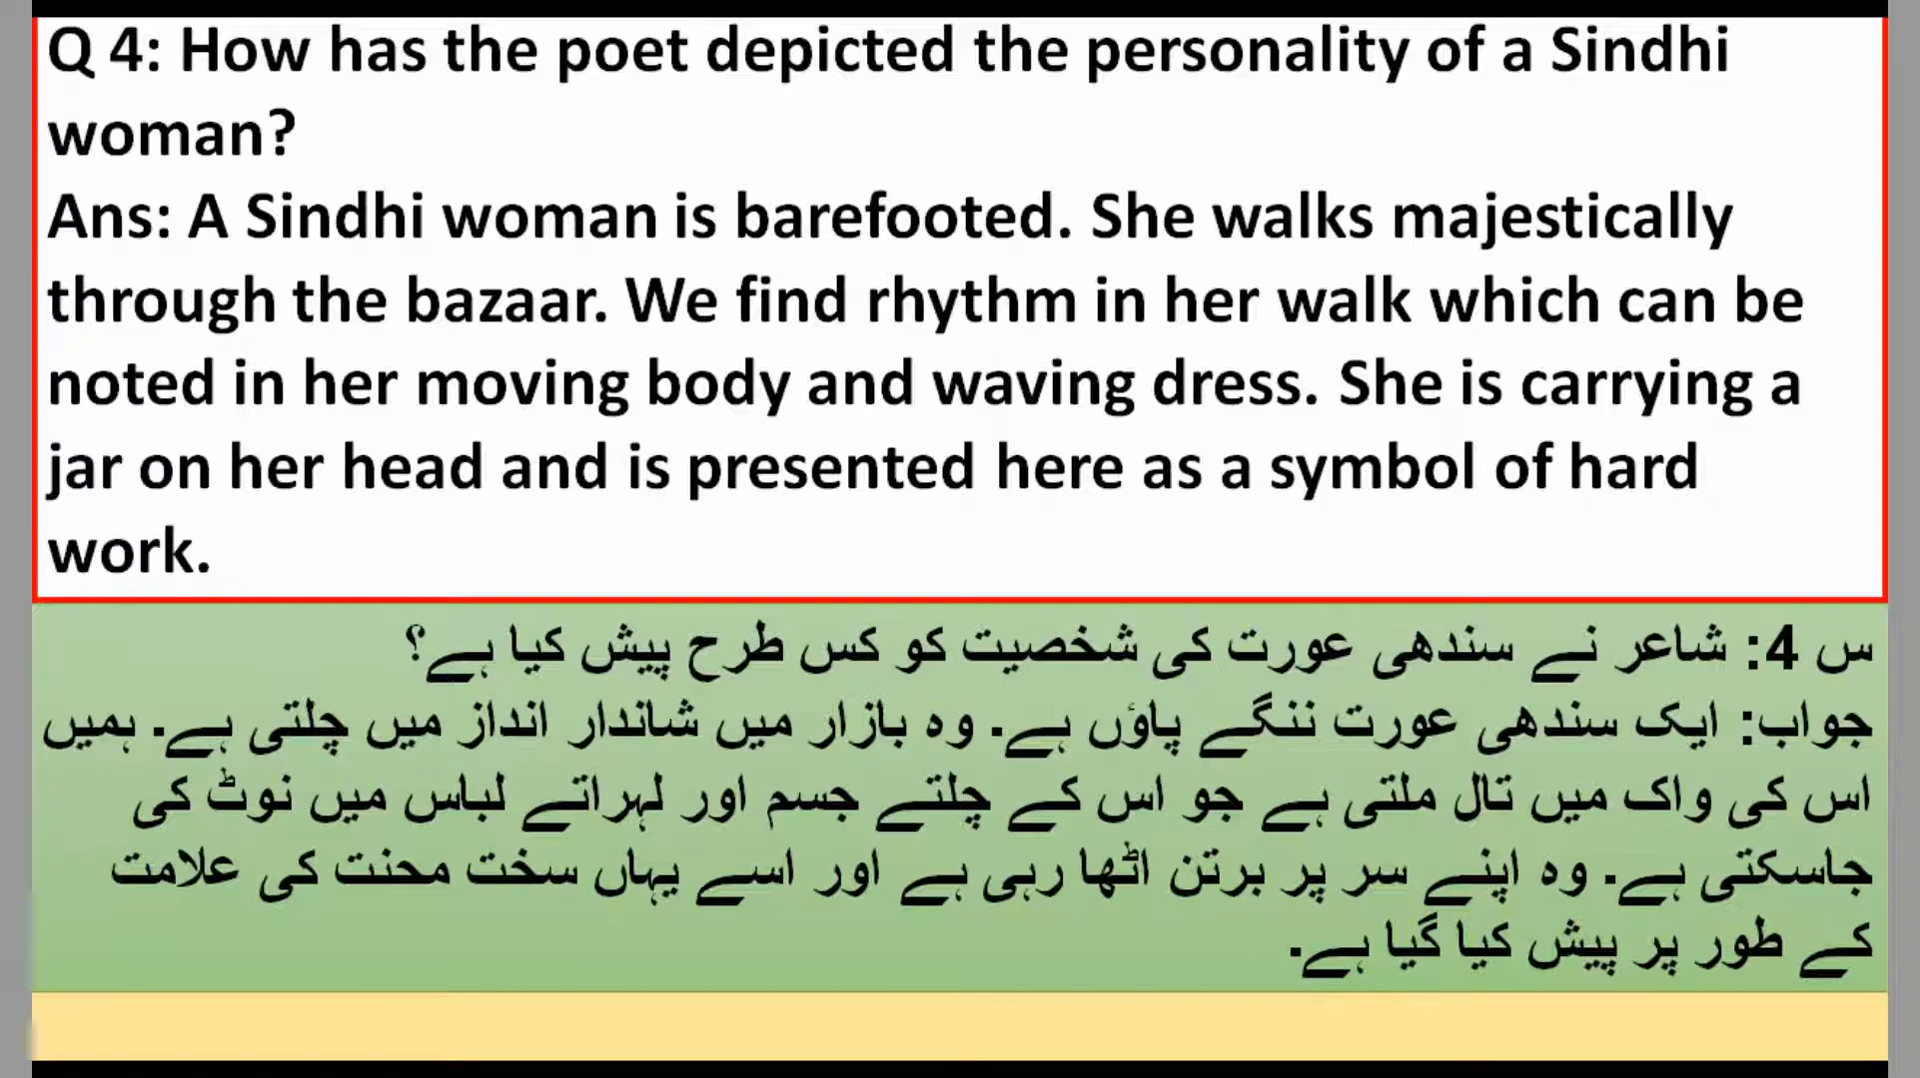 Q 4: How has the poet depicted the personality of a Sindhi
woman?
Ans: A Sindhi woman is barefooted. She walks majestically
through the bazaar. We find rhythm in her walk which can be
noted in her moving body and waving dress. She is carrying a
jar on her head and is presented here as a symbol of hard
work.
س 4: شاعر نے سندھی عورت کی شخصیت کو کس طرح پیش کیا ہے؟
جواب: ایک سندھی عورت ننگے پاؤں ہے۔ وہ بازار میں شاندار انداز میں چلتی ہے۔ ہمیں
اس کی واک میں تال ملتی ہے جو اس کے چلتے جسم اور لہراتے لباس میں نوٹ کی
جاسکتی ہے۔ وہ اپنے سر پر برتن اٹھا رہی ہے اور اسے یہاں سخت محنت کی علامت
کے طور پر پیش کیا گیا ہے۔